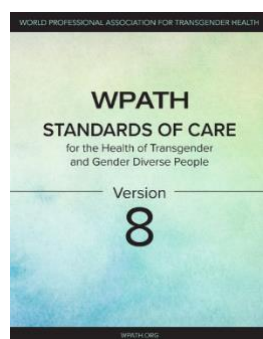 WORLD PROFESSIONAL ASSOCIATION FOR TRANSGENDER HEALTH
WPATH
STANDARDS OF CARE
for the Health of Transgender
and Gender Diverse People
Version
8
WPATH.ORG